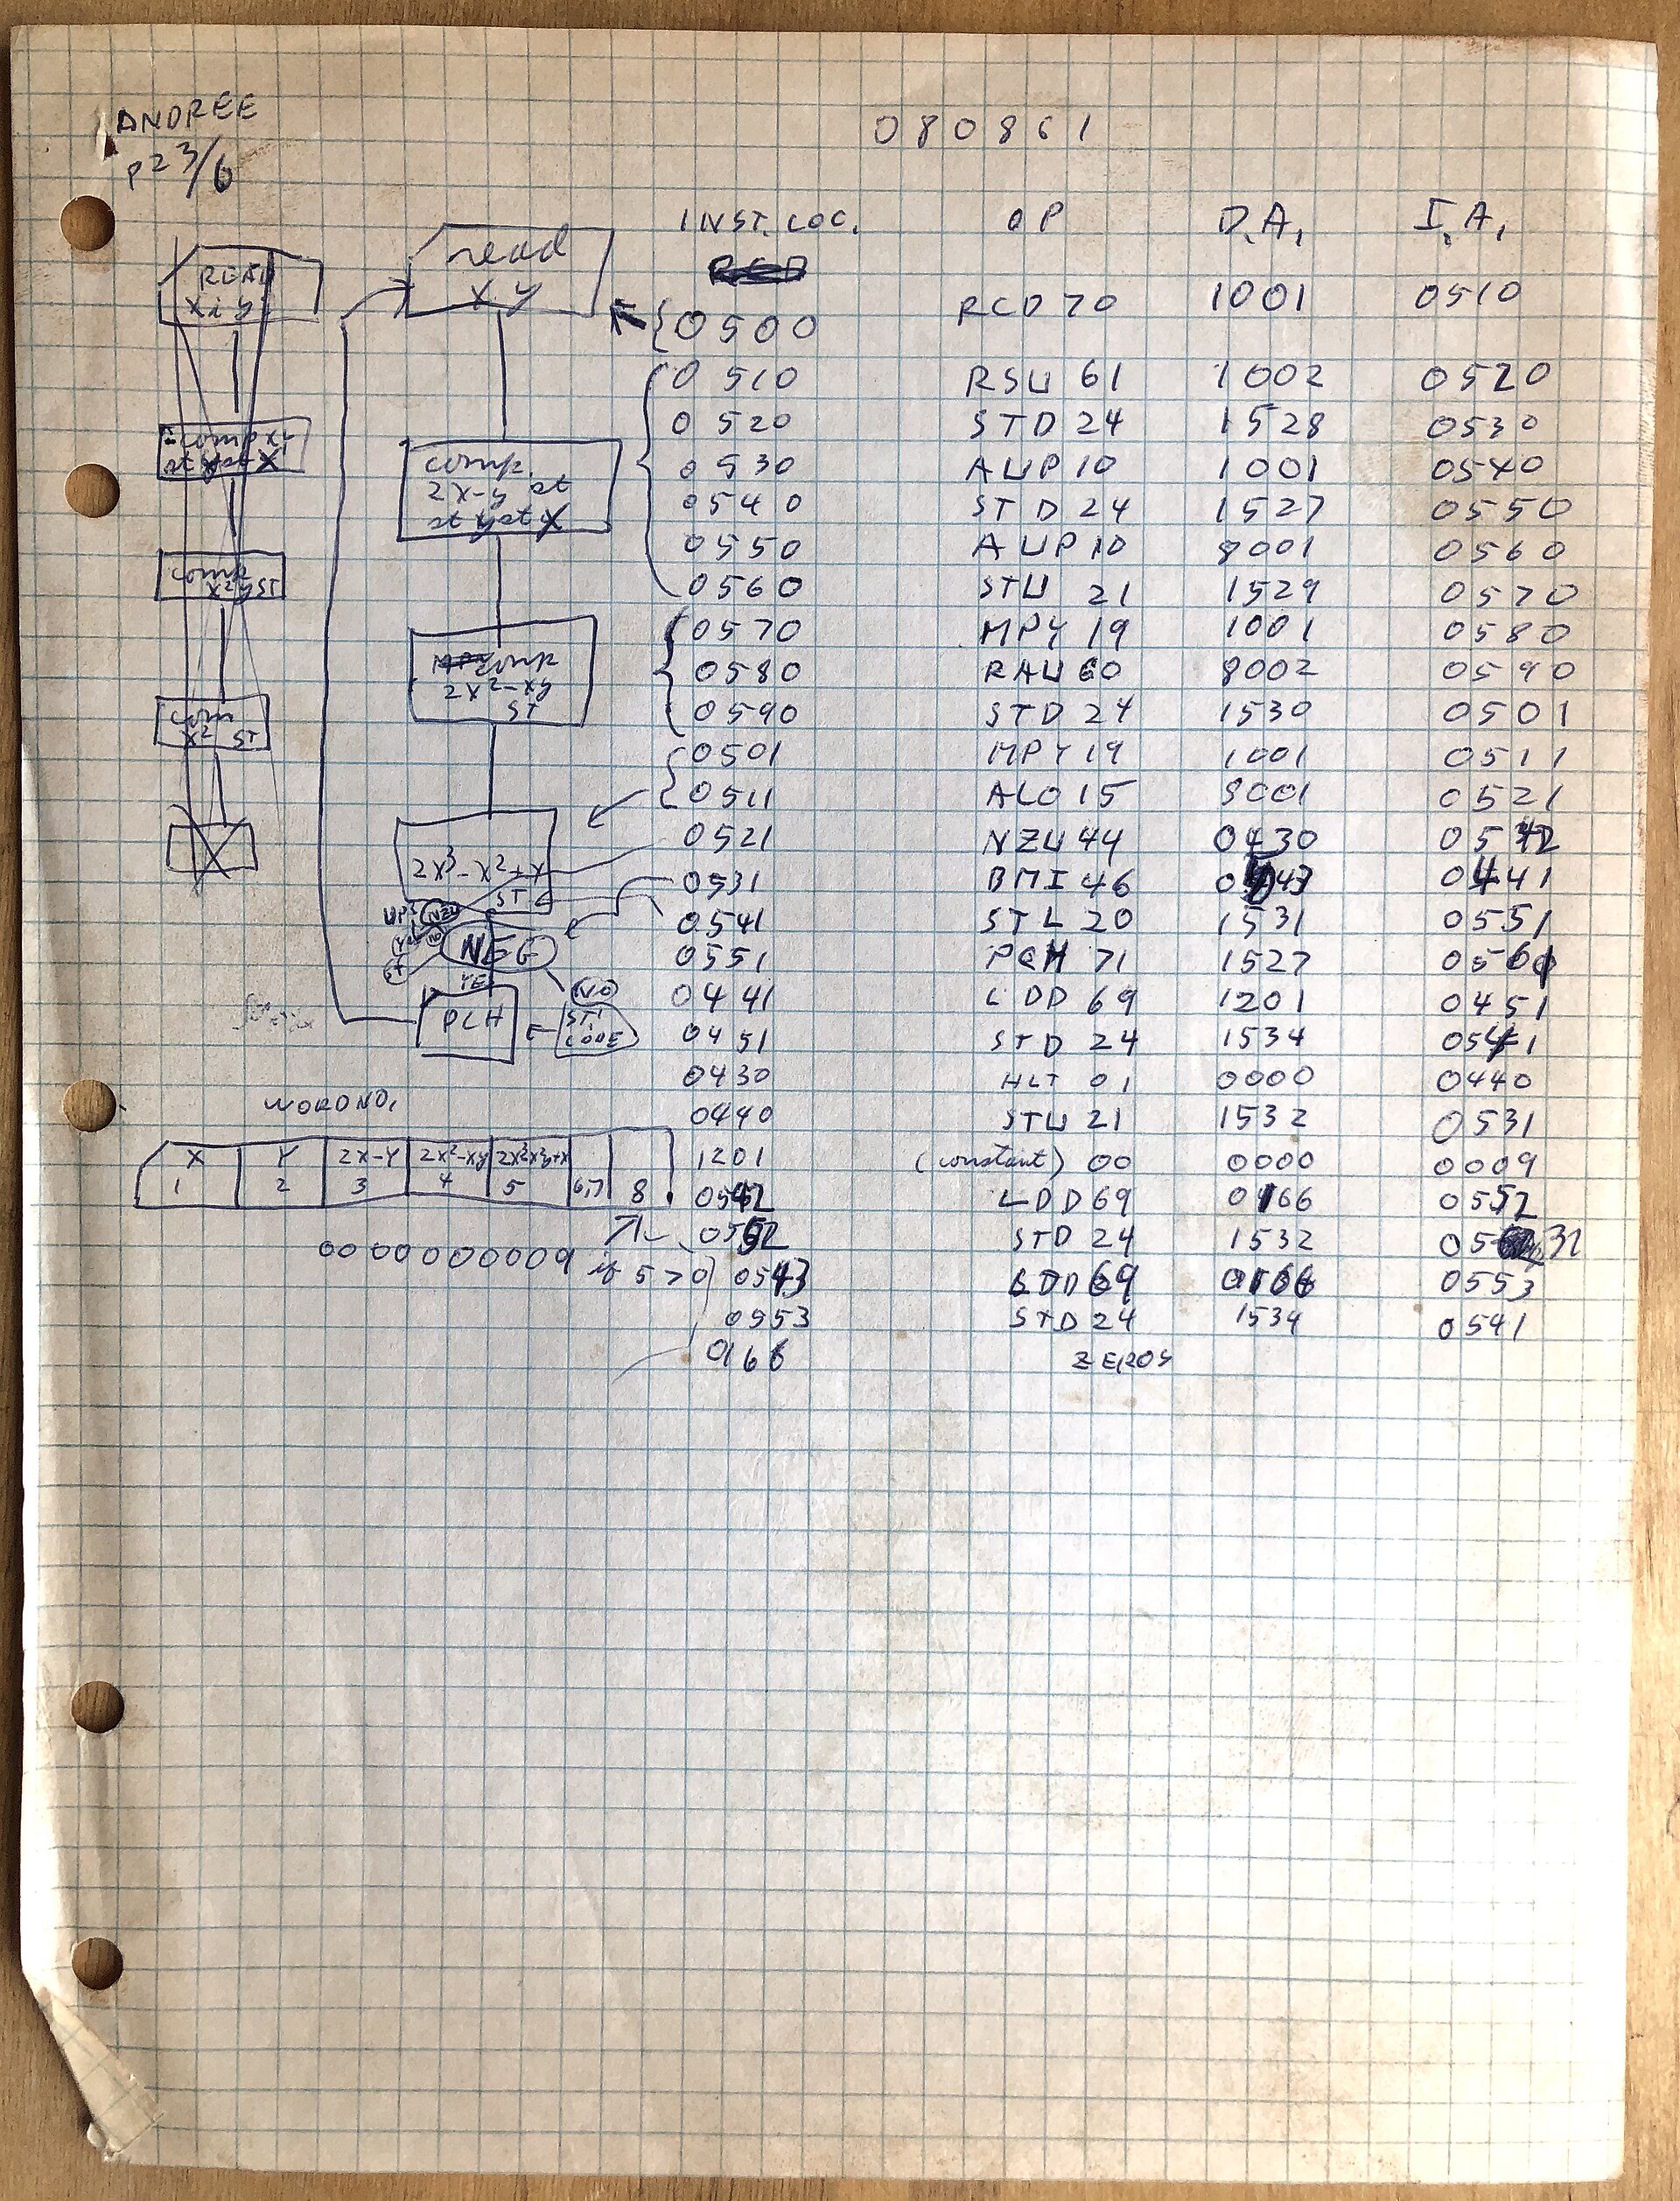 ANDREE
P 2 3/6
080861
INST. LOC. OP D.A. I.A.
0500 RCD 70 1001 0510
0510 RSU 61 1002 0520
0520 STD 24 1528 0530
0530 AUP 10 1001 0540
0540 STD 24 1527 0550
0550 AUP 10 8001 0560
0560 STU 21 1529 0570
0570 MPY 19 1001 0580
0580 RAU 60 8002 0590
0590 STD 24 1530 0501
0501 MPY 19 1001 0511
0511 ALO 15 8001 0521
0521 NZU 44 0430 0542
0531 BMI 46 0543 0441
0541 STL 20 1531 0551
0551 PCH 71 1527
0441 LDD 69 1201 0451
0451 STD 24 1534 0541
0430 HLT 01 0000 0440
0440 STU 21 1532 0531
1201 (constant) 00 0000 0009
0542 LDD 69 0166 0552
0552 STD 24 1532
0543 LDD 69 0166 0553
0553 STD 24 1534 0541
0166 ZEROS
READ
comp
x² ST
read
x y
comp.
2x-y st
comp
2x²-xy
ST
2x³-x²+x
ST
NZU
NEG
YES
NO
PCH
ST.
CODE
WORD NO.
X Y 2X-Y 2X²-XY
1 2 3 4 5 6,7 8
0000000009 if 5 > 0